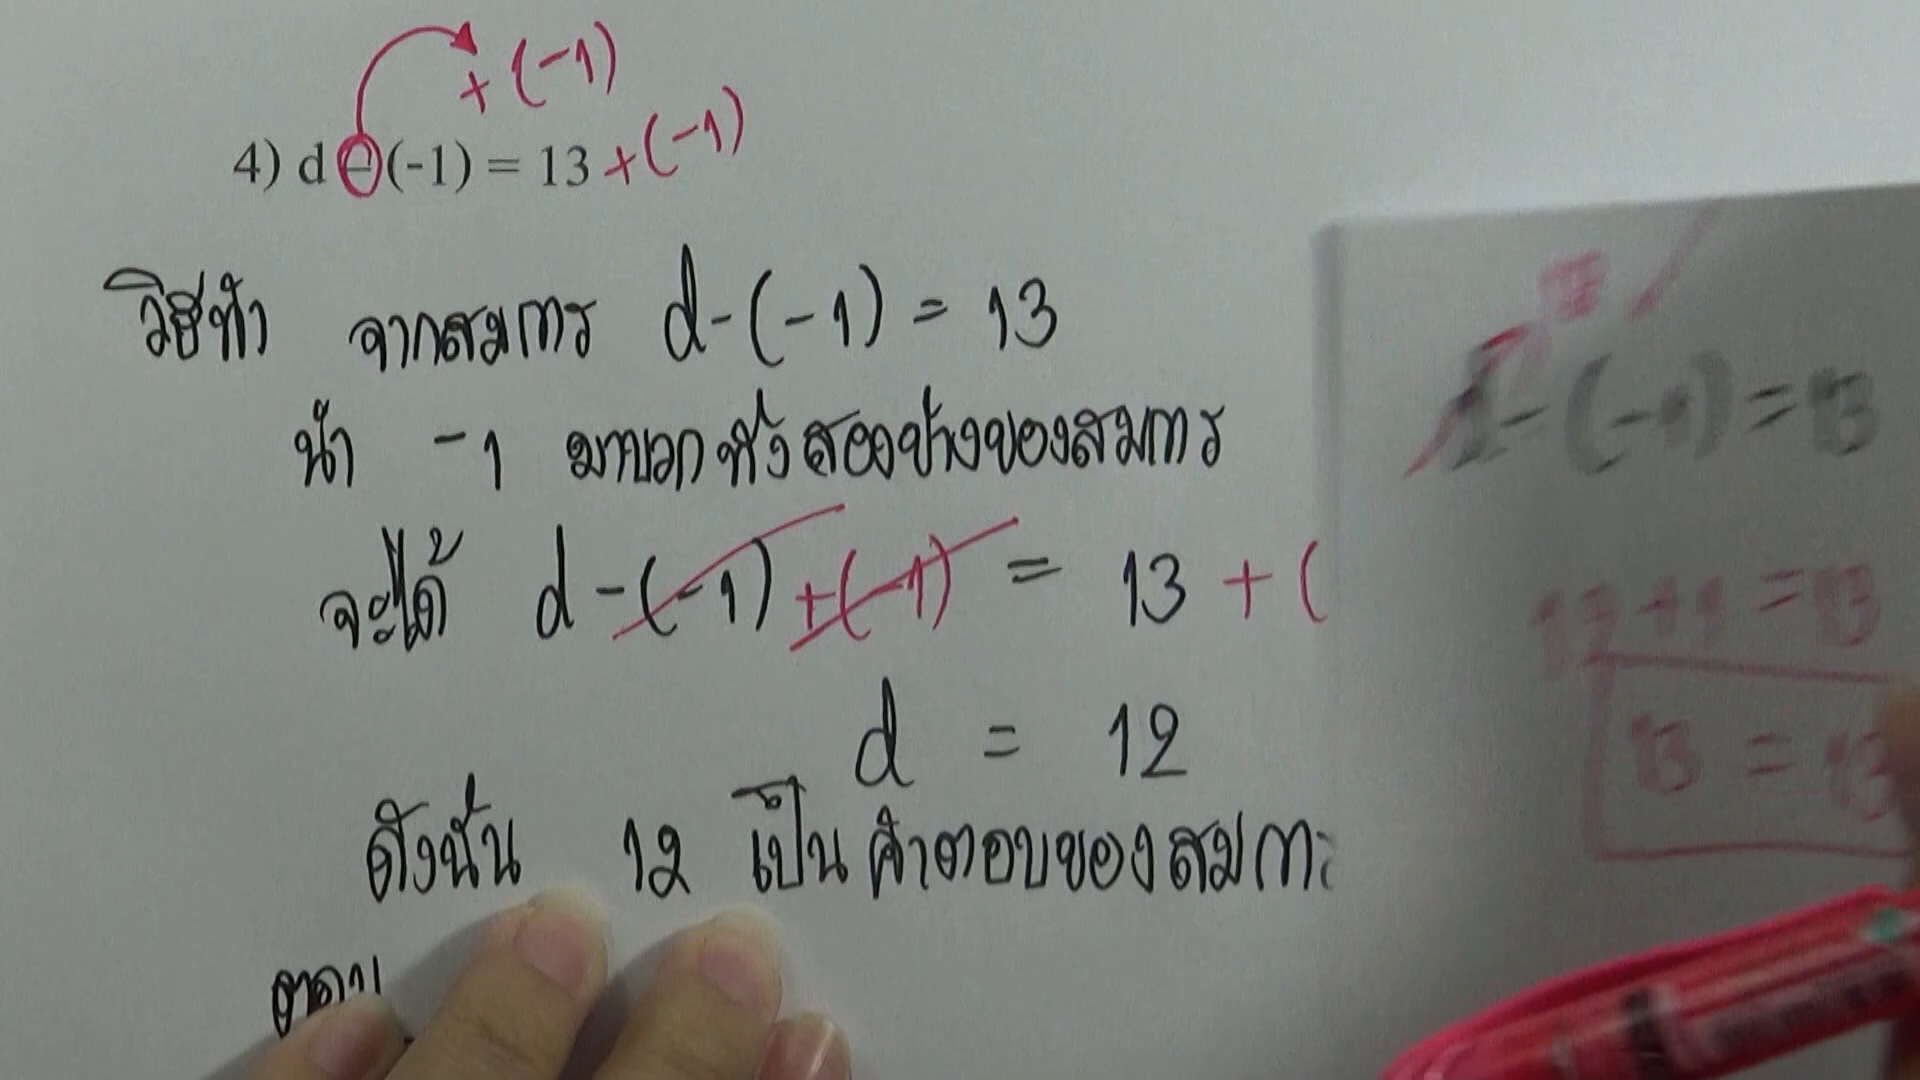 + (-1)
4) d - (-1) = 13 + (-1)
วิธีทำ จากสมการ d - (-1) = 13
นำ -1 มาบวกทั้งสองข้างของสมการ
จะได้ d - (-1) + (-1) = 13 + (
d = 12
ดังนั้น 12 เป็นคำตอบของสมกา
d - (-1) = 13
12 + 1 = 13
13 = 13